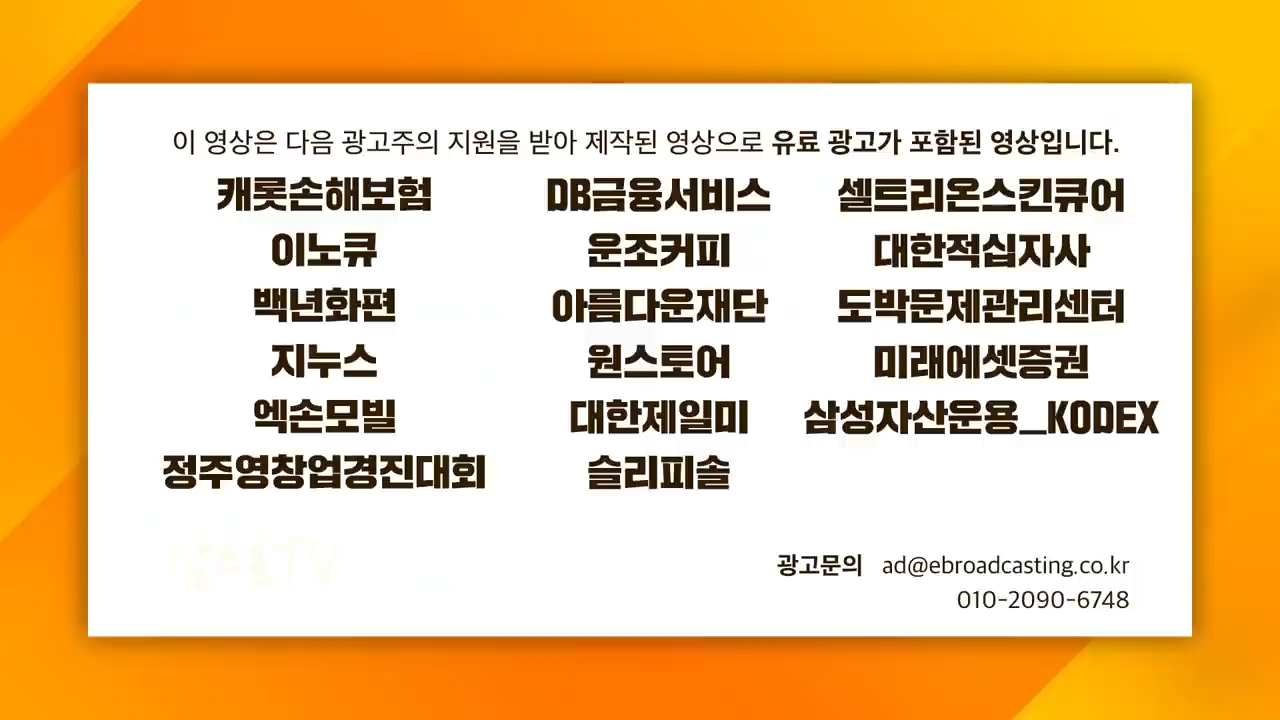 이 영상은 다음 광고주의 지원을 받아 제작된 영상으로 유료 광고가 포함된 영상입니다.
캐롯손해보험 DB금융서비스 셀트리온스킨큐어
이노큐 운조커피 대한적십자사
백년화편 아름다운재단 도박문제관리센터
지누스 원스토어 미래에셋증권
엑손모빌 대한제일미 삼성자산운용_KODEX
정주영창업경진대회 슬리피솔
광고문의 ad@ebroadcasting.co.kr
010-2090-6748